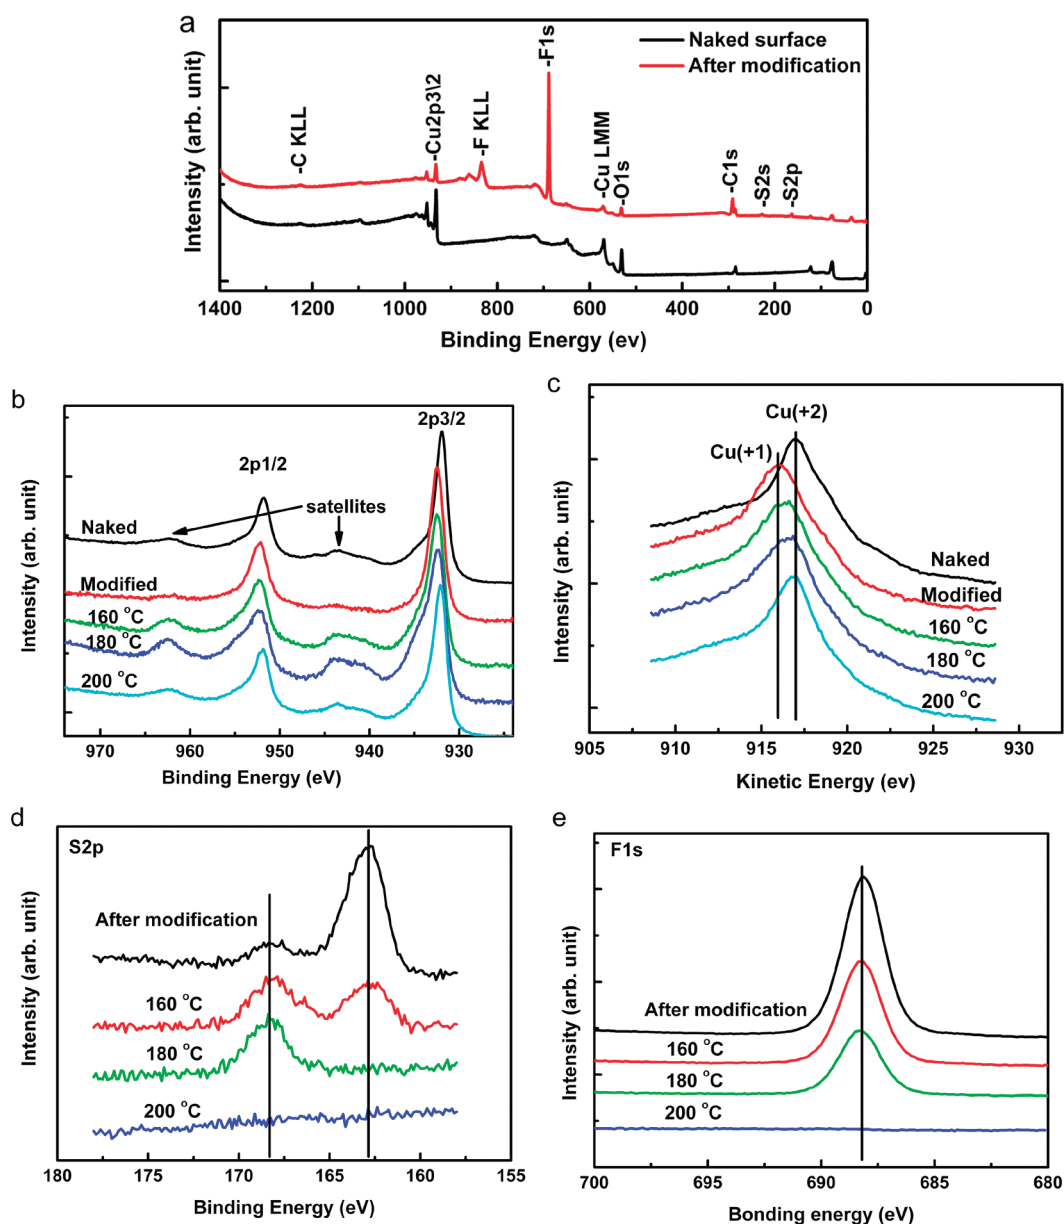 a
Naked surface
After modification
-C KLL
-Cu2p3\2
-F KLL
-F1s
-Cu LMM
-O1s
-C1s
-S2s
-S2p
Intensity (arb. unit)
1400 1200 1000 800 600 400 200 0
Binding Energy (ev)
b
2p3/2
2p1/2
satellites
Naked
Modified
160 °C
180 °C
200 °C
Intensity (arb. unit)
970 960 950 940 930
Binding Energy (eV)
c
Cu(+2)
Cu(+1)
Naked
Modified
160 °C
180 °C
200 °C
Intensity (arb. unit)
905 910 915 920 925 930
Kinetic Energy (ev)
d
S2p
After modification
160 °C
180 °C
200 °C
Intensity (arb. unit)
180 175 170 165 160 155
Binding Energy (eV)
e
F1s
After modification
160 °C
180 °C
200 °C
Intensity (arb. unit)
700 695 690 685 680
Bonding energy (eV)